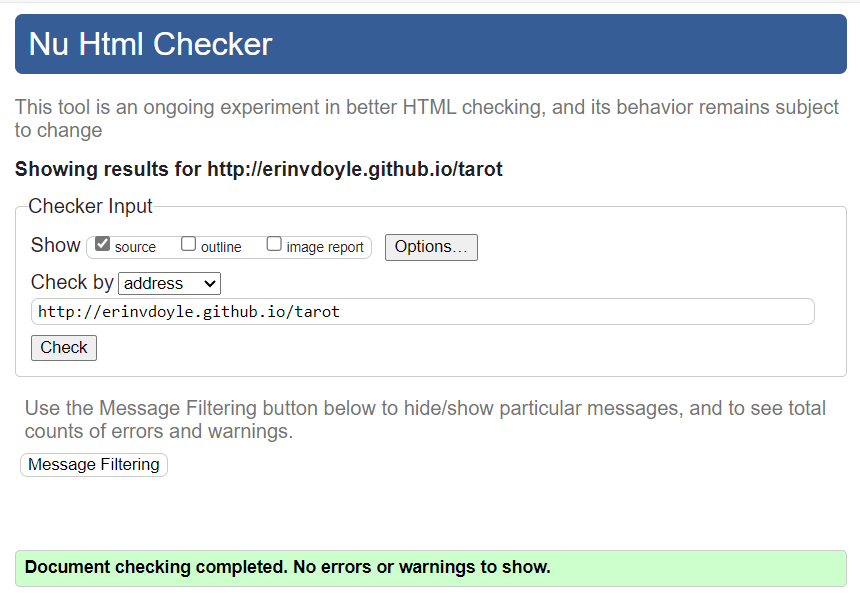 Nu Html Checker
This tool is an ongoing experiment in better HTML checking, and its behavior remains subject
to change
Showing results for http://erinvdoyle.github.io/tarot
Checker Input
Show source outline image report Options...
Check by address
http://erinvdoyle.github.io/tarot
Check
Use the Message Filtering button below to hide/show particular messages, and to see total
counts of errors and warnings.
Message Filtering
Document checking completed. No errors or warnings to show.